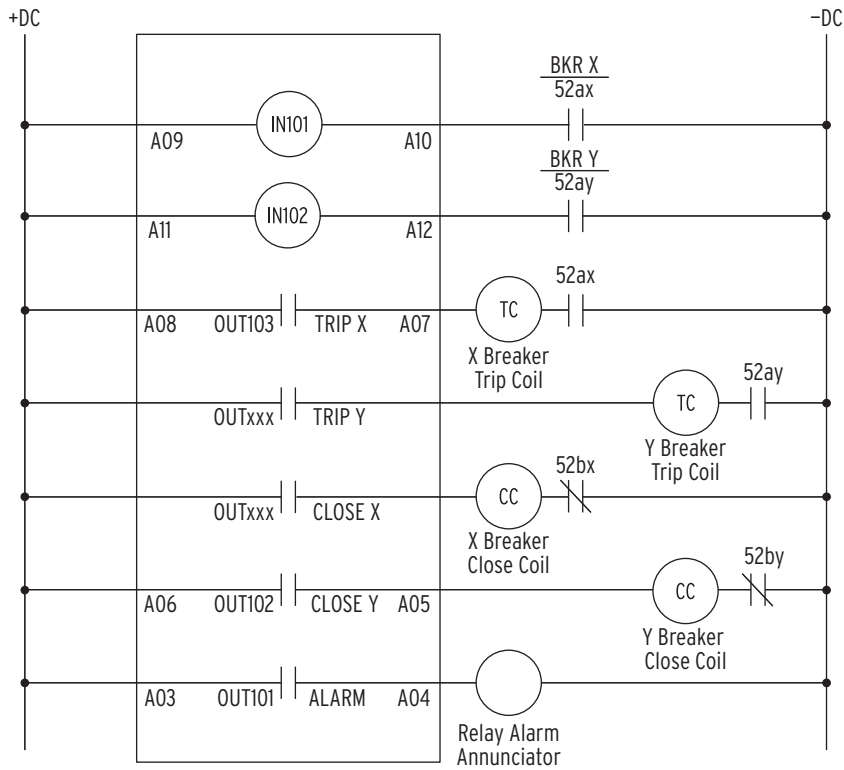 +DC
−DC
BKR X
52ax
IN101
A09
A10
BKR Y
52ay
IN102
A11
A12
52ax
TC
A08
OUT103
TRIP X
A07
X Breaker
Trip Coil
52ay
TC
OUTxxx
TRIP Y
Y Breaker
Trip Coil
52bx
CC
OUTxxx
CLOSE X
X Breaker
Close Coil
52by
CC
A06
OUT102
CLOSE Y
A05
Y Breaker
Close Coil
A03
OUT101
ALARM
A04
Relay Alarm
Annunciator